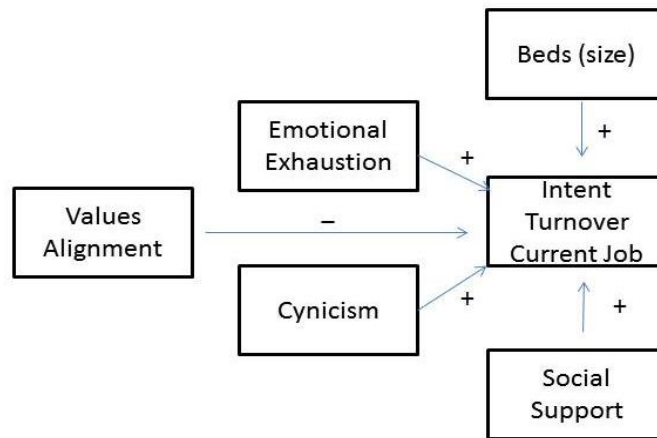 Beds (size)
+
Emotional
Exhaustion
+
Values
Alignment
–
Intent
Turnover
Current Job
Cynicism
+
+
Social
Support